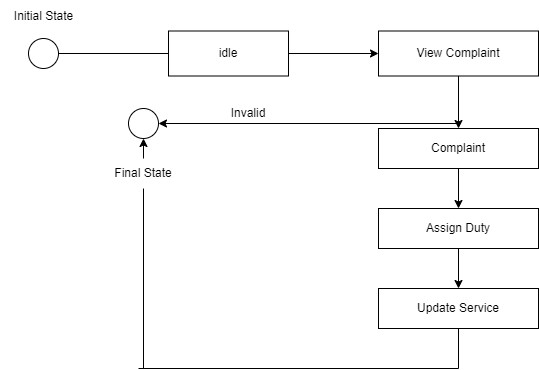 Initial State
idle
View Complaint
Invalid
Complaint
Final State
Assign Duty
Update Service